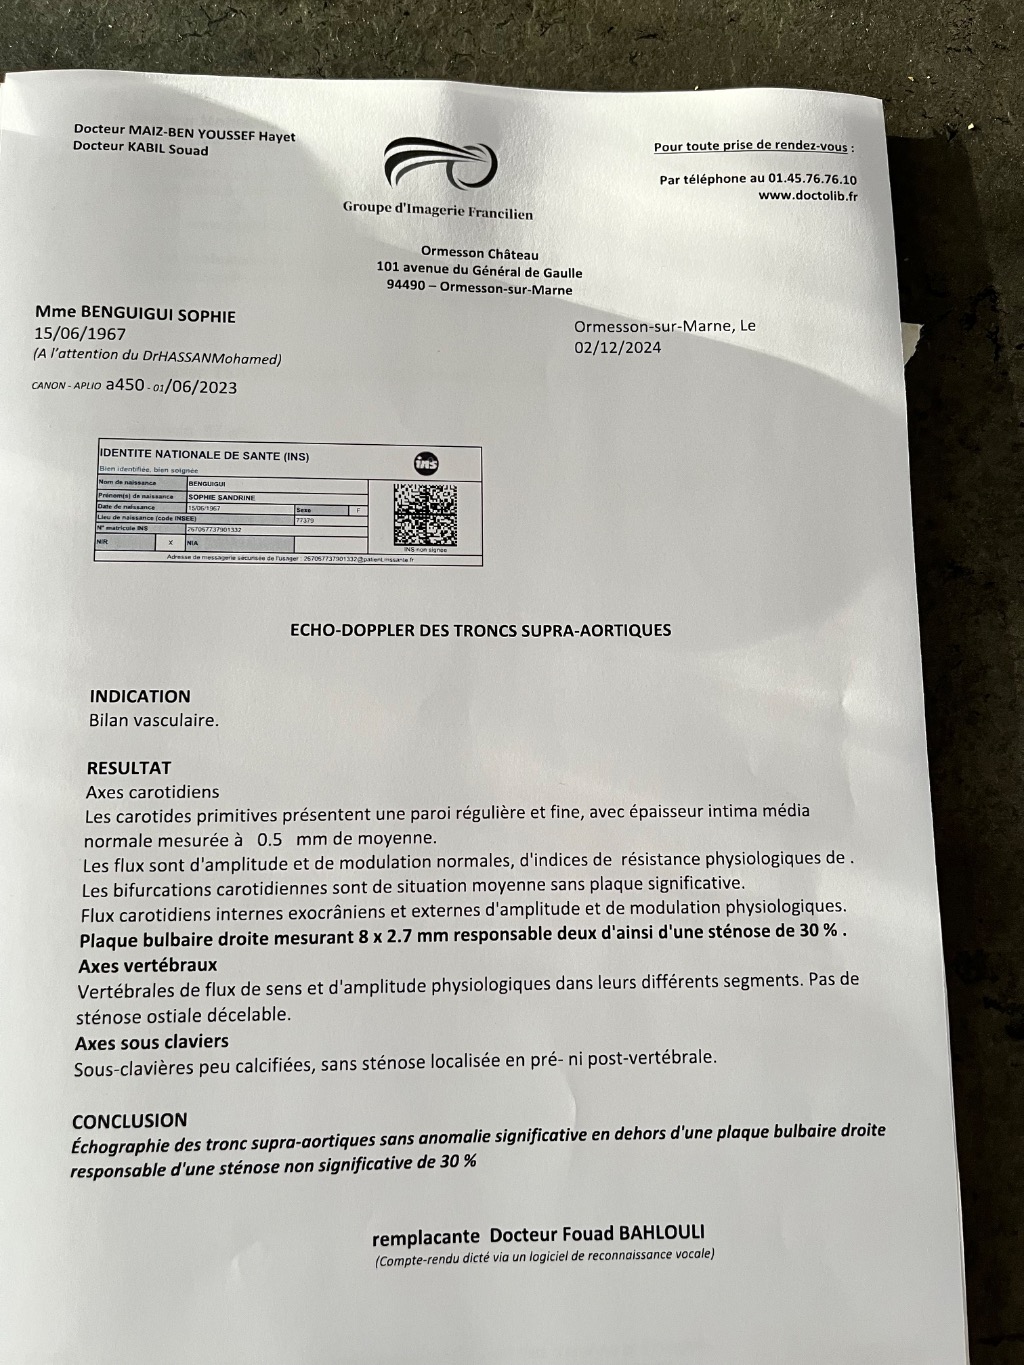 Docteur MAIZ-BEN YOUSSEF Hayet
Docteur KABIL Souad
Groupe d'Imagerie Francilien
Pour toute prise de rendez-vous :
Par téléphone au 01.45.76.76.10
www.doctolib.fr
Ormesson Château
101 avenue du Général de Gaulle
94490 – Ormesson-sur-Marne
Mme BENGUIGUI SOPHIE
15/06/1967
(A l'attention du DrHASSANMohamed)
CANON - APLIO a450 - 01/06/2023
Ormesson-sur-Marne, Le
02/12/2024
IDENTITE NATIONALE DE SANTE (INS)
Bien identifiée, bien soignée
ins
Nom de naissance BENGUIGUI
Prénom(s) de naissance SOPHIE SANDRINE
Date de naissance 15/06/1967 Sexe F
Lieu de naissance (code INSEE) 77379
N° matricule INS 267067737901332
NIR X NIA
INS non signée
Adresse de messagerie sécurisée de l'usager : 267067737901332@patient.mssante.fr
ECHO-DOPPLER DES TRONCS SUPRA-AORTIQUES
INDICATION
Bilan vasculaire.
RESULTAT
Axes carotidiens
Les carotides primitives présentent une paroi régulière et fine, avec épaisseur intima média
normale mesurée à 0.5 mm de moyenne.
Les flux sont d'amplitude et de modulation normales, d'indices de résistance physiologiques de .
Les bifurcations carotidiennes sont de situation moyenne sans plaque significative.
Flux carotidiens internes exocrâniens et externes d'amplitude et de modulation physiologiques.
Plaque bulbaire droite mesurant 8 x 2.7 mm responsable deux d'ainsi d'une sténose de 30 % .
Axes vertébraux
Vertébrales de flux de sens et d'amplitude physiologiques dans leurs différents segments. Pas de
sténose ostiale décelable.
Axes sous claviers
Sous-clavières peu calcifiées, sans sténose localisée en pré- ni post-vertébrale.
CONCLUSION
Échographie des tronc supra-aortiques sans anomalie significative en dehors d'une plaque bulbaire droite
responsable d'une sténose non significative de 30 %
remplacante Docteur Fouad BAHLOULI
(Compte-rendu dicté via un logiciel de reconnaissance vocale)